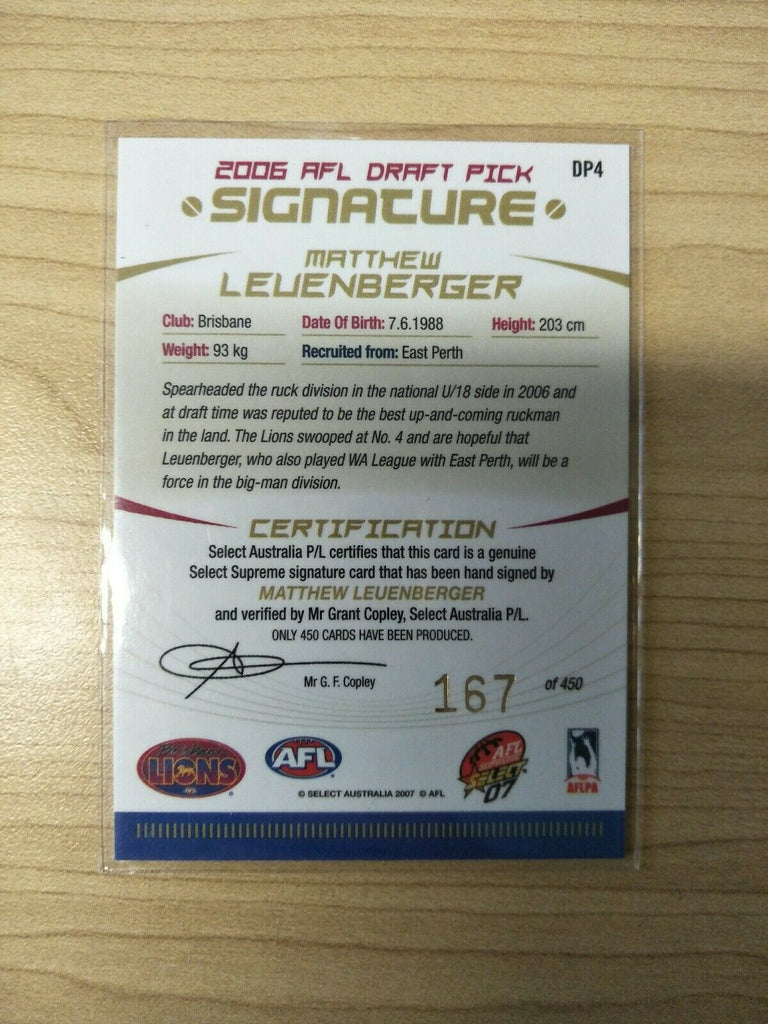 2006 AFL DRAFT PICK
DP4
SIGNATURE
MATTHEW
LEUENBERGER
Club: Brisbane Date Of Birth: 7.6.1988 Height: 203 cm
Weight: 93 kg Recruited from: East Perth
Spearheaded the ruck division in the national U/18 side in 2006 and
at draft time was reputed to be the best up-and-coming ruckman
in the land. The Lions swooped at No. 4 and are hopeful that
Leuenberger, who also played WA League with East Perth, will be a
force in the big-man division.
CERTIFICATION
Select Australia P/L certifies that this card is a genuine
Select Supreme signature card that has been hand signed by
MATTHEW LEUENBERGER
and verified by Mr Grant Copley, Select Australia P/L.
ONLY 450 CARDS HAVE BEEN PRODUCED.
Mr G. F. Copley
167 of 450
Brisbane
LIONS
AFL
AFL
SELECT
07
AFLPA
© SELECT AUSTRALIA 2007 © AFL